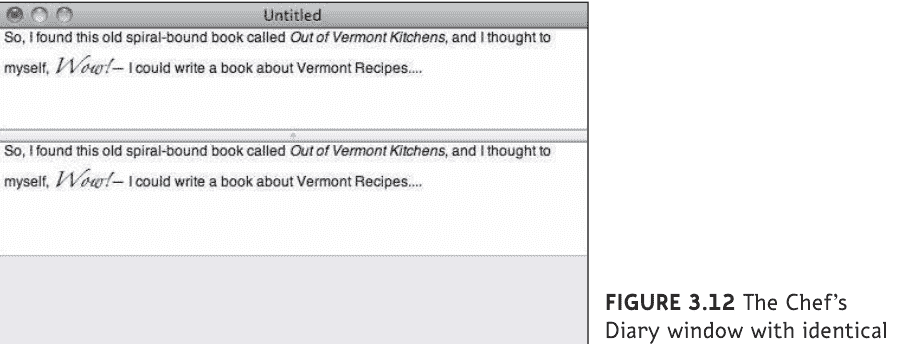 Untitled
So, I found this old spiral-bound book called Out of Vermont Kitchens, and I thought to
myself, Wow!– I could write a book about Vermont Recipes....
So, I found this old spiral-bound book called Out of Vermont Kitchens, and I thought to
myself, Wow!– I could write a book about Vermont Recipes....
FIGURE 3.12 The Chef's
Diary window with identical